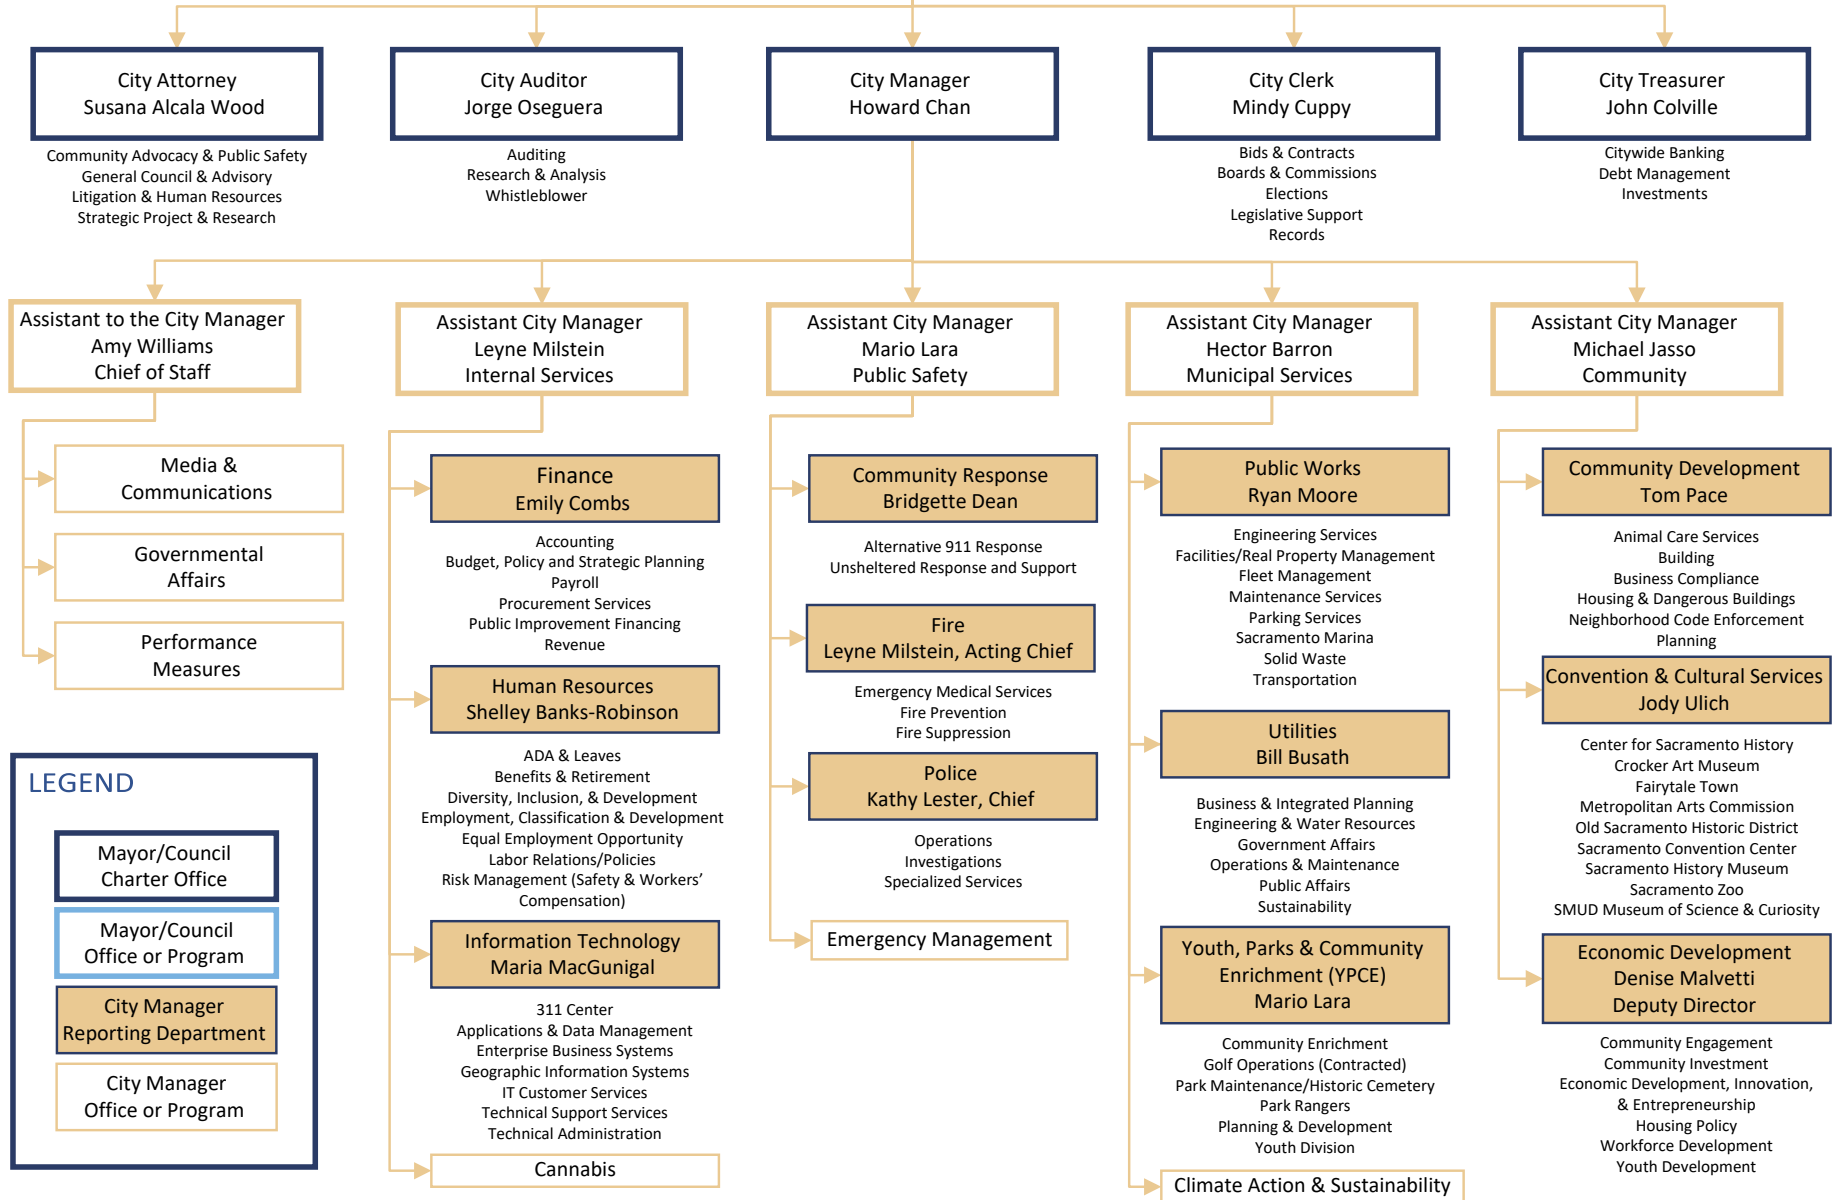 City Attorney
Susana Alcala Wood
Community Advocacy & Public Safety
General Council & Advisory
Litigation & Human Resources
Strategic Project & Research
City Auditor
Jorge Oseguera
Auditing
Research & Analysis
Whistleblower
City Manager
Howard Chan
City Clerk
Mindy Cuppy
Bids & Contracts
Boards & Commissions
Elections
Legislative Support
Records
City Treasurer
John Colville
Citywide Banking
Debt Management
Investments
Assistant to the City Manager
Amy Williams
Chief of Staff
Media &
Communications
Governmental
Affairs
Performance
Measures
Assistant City Manager
Leyne Milstein
Internal Services
Finance
Emily Combs
Accounting
Budget, Policy and Strategic Planning
Payroll
Procurement Services
Public Improvement Financing
Revenue
Human Resources
Shelley Banks-Robinson
ADA & Leaves
Benefits & Retirement
Diversity, Inclusion, & Development
Employment, Classification & Development
Equal Employment Opportunity
Labor Relations/Policies
Risk Management (Safety & Workers’
Compensation)
Information Technology
Maria MacGunigal
311 Center
Applications & Data Management
Enterprise Business Systems
Geographic Information Systems
IT Customer Services
Technical Support Services
Technical Administration
Cannabis
Assistant City Manager
Mario Lara
Public Safety
Community Response
Bridgette Dean
Alternative 911 Response
Unsheltered Response and Support
Fire
Leyne Milstein, Acting Chief
Emergency Medical Services
Fire Prevention
Fire Suppression
Police
Kathy Lester, Chief
Operations
Investigations
Specialized Services
Emergency Management
Assistant City Manager
Hector Barron
Municipal Services
Public Works
Ryan Moore
Engineering Services
Facilities/Real Property Management
Fleet Management
Maintenance Services
Parking Services
Sacramento Marina
Solid Waste
Transportation
Utilities
Bill Busath
Business & Integrated Planning
Engineering & Water Resources
Government Affairs
Operations & Maintenance
Public Affairs
Sustainability
Youth, Parks & Community
Enrichment (YPCE)
Mario Lara
Community Enrichment
Golf Operations (Contracted)
Park Maintenance/Historic Cemetery
Park Rangers
Planning & Development
Youth Division
Climate Action & Sustainability
Assistant City Manager
Michael Jasso
Community
Community Development
Tom Pace
Animal Care Services
Building
Business Compliance
Housing & Dangerous Buildings
Neighborhood Code Enforcement
Planning
Convention & Cultural Services
Jody Ulich
Center for Sacramento History
Crocker Art Museum
Fairytale Town
Metropolitan Arts Commission
Old Sacramento Historic District
Sacramento Convention Center
Sacramento History Museum
Sacramento Zoo
SMUD Museum of Science & Curiosity
Economic Development
Denise Malvetti
Deputy Director
Community Engagement
Community Investment
Economic Development, Innovation,
& Entrepreneurship
Housing Policy
Workforce Development
Youth Development
LEGEND
Mayor/Council
Charter Office
Mayor/Council
Office or Program
City Manager
Reporting Department
City Manager
Office or Program